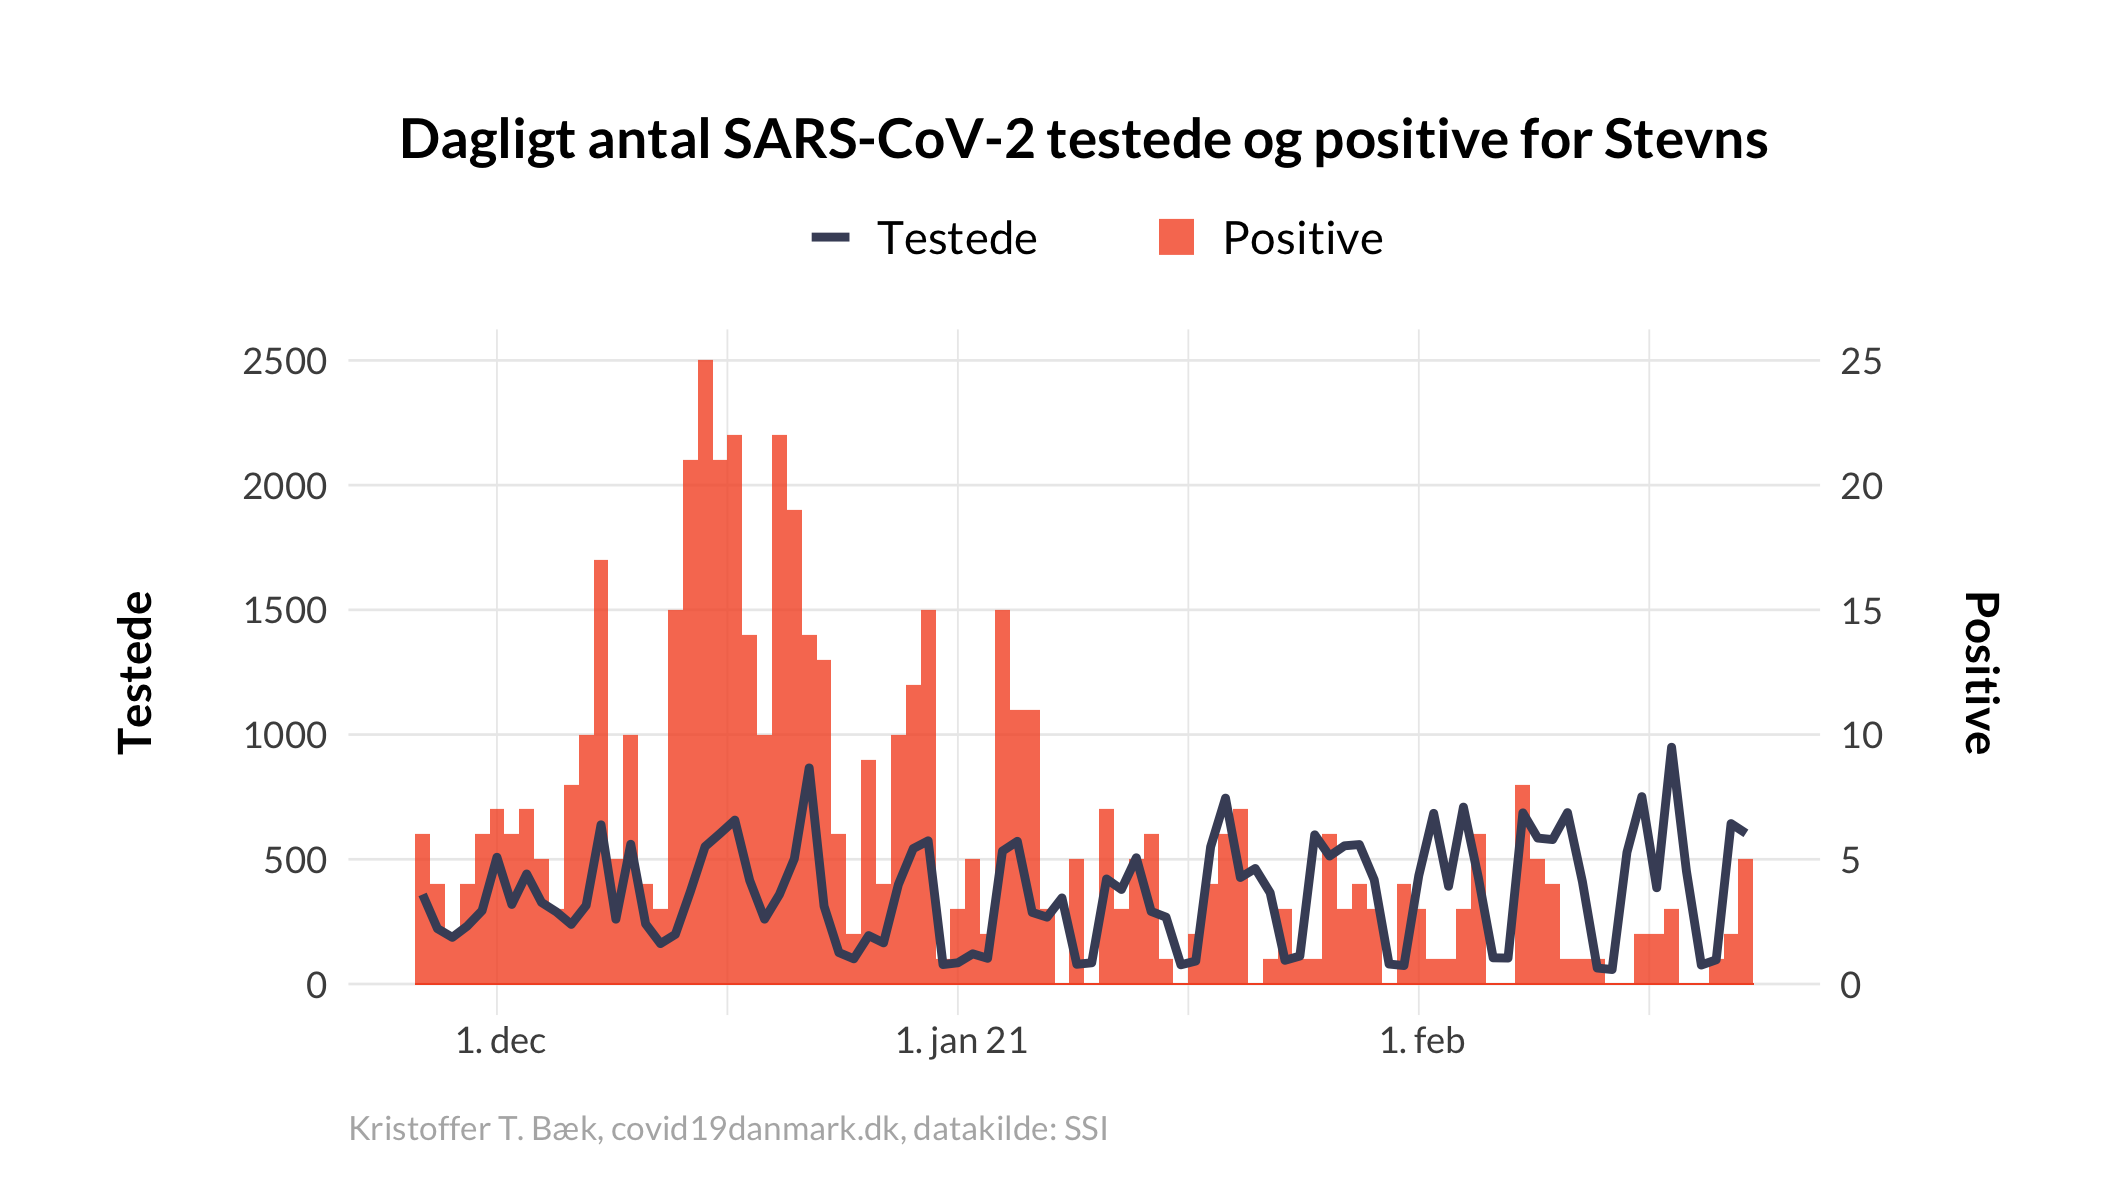 Dagligt antal SARS-CoV-2 testede og positive for Stevns
Testede
Positive
2500
2000
1500
1000
500
0
Testede
25
20
15
10
5
0
Positive
1. dec
1. jan 21
1. feb
Kristoffer T. Bæk, covid19danmark.dk, datakilde: SSI